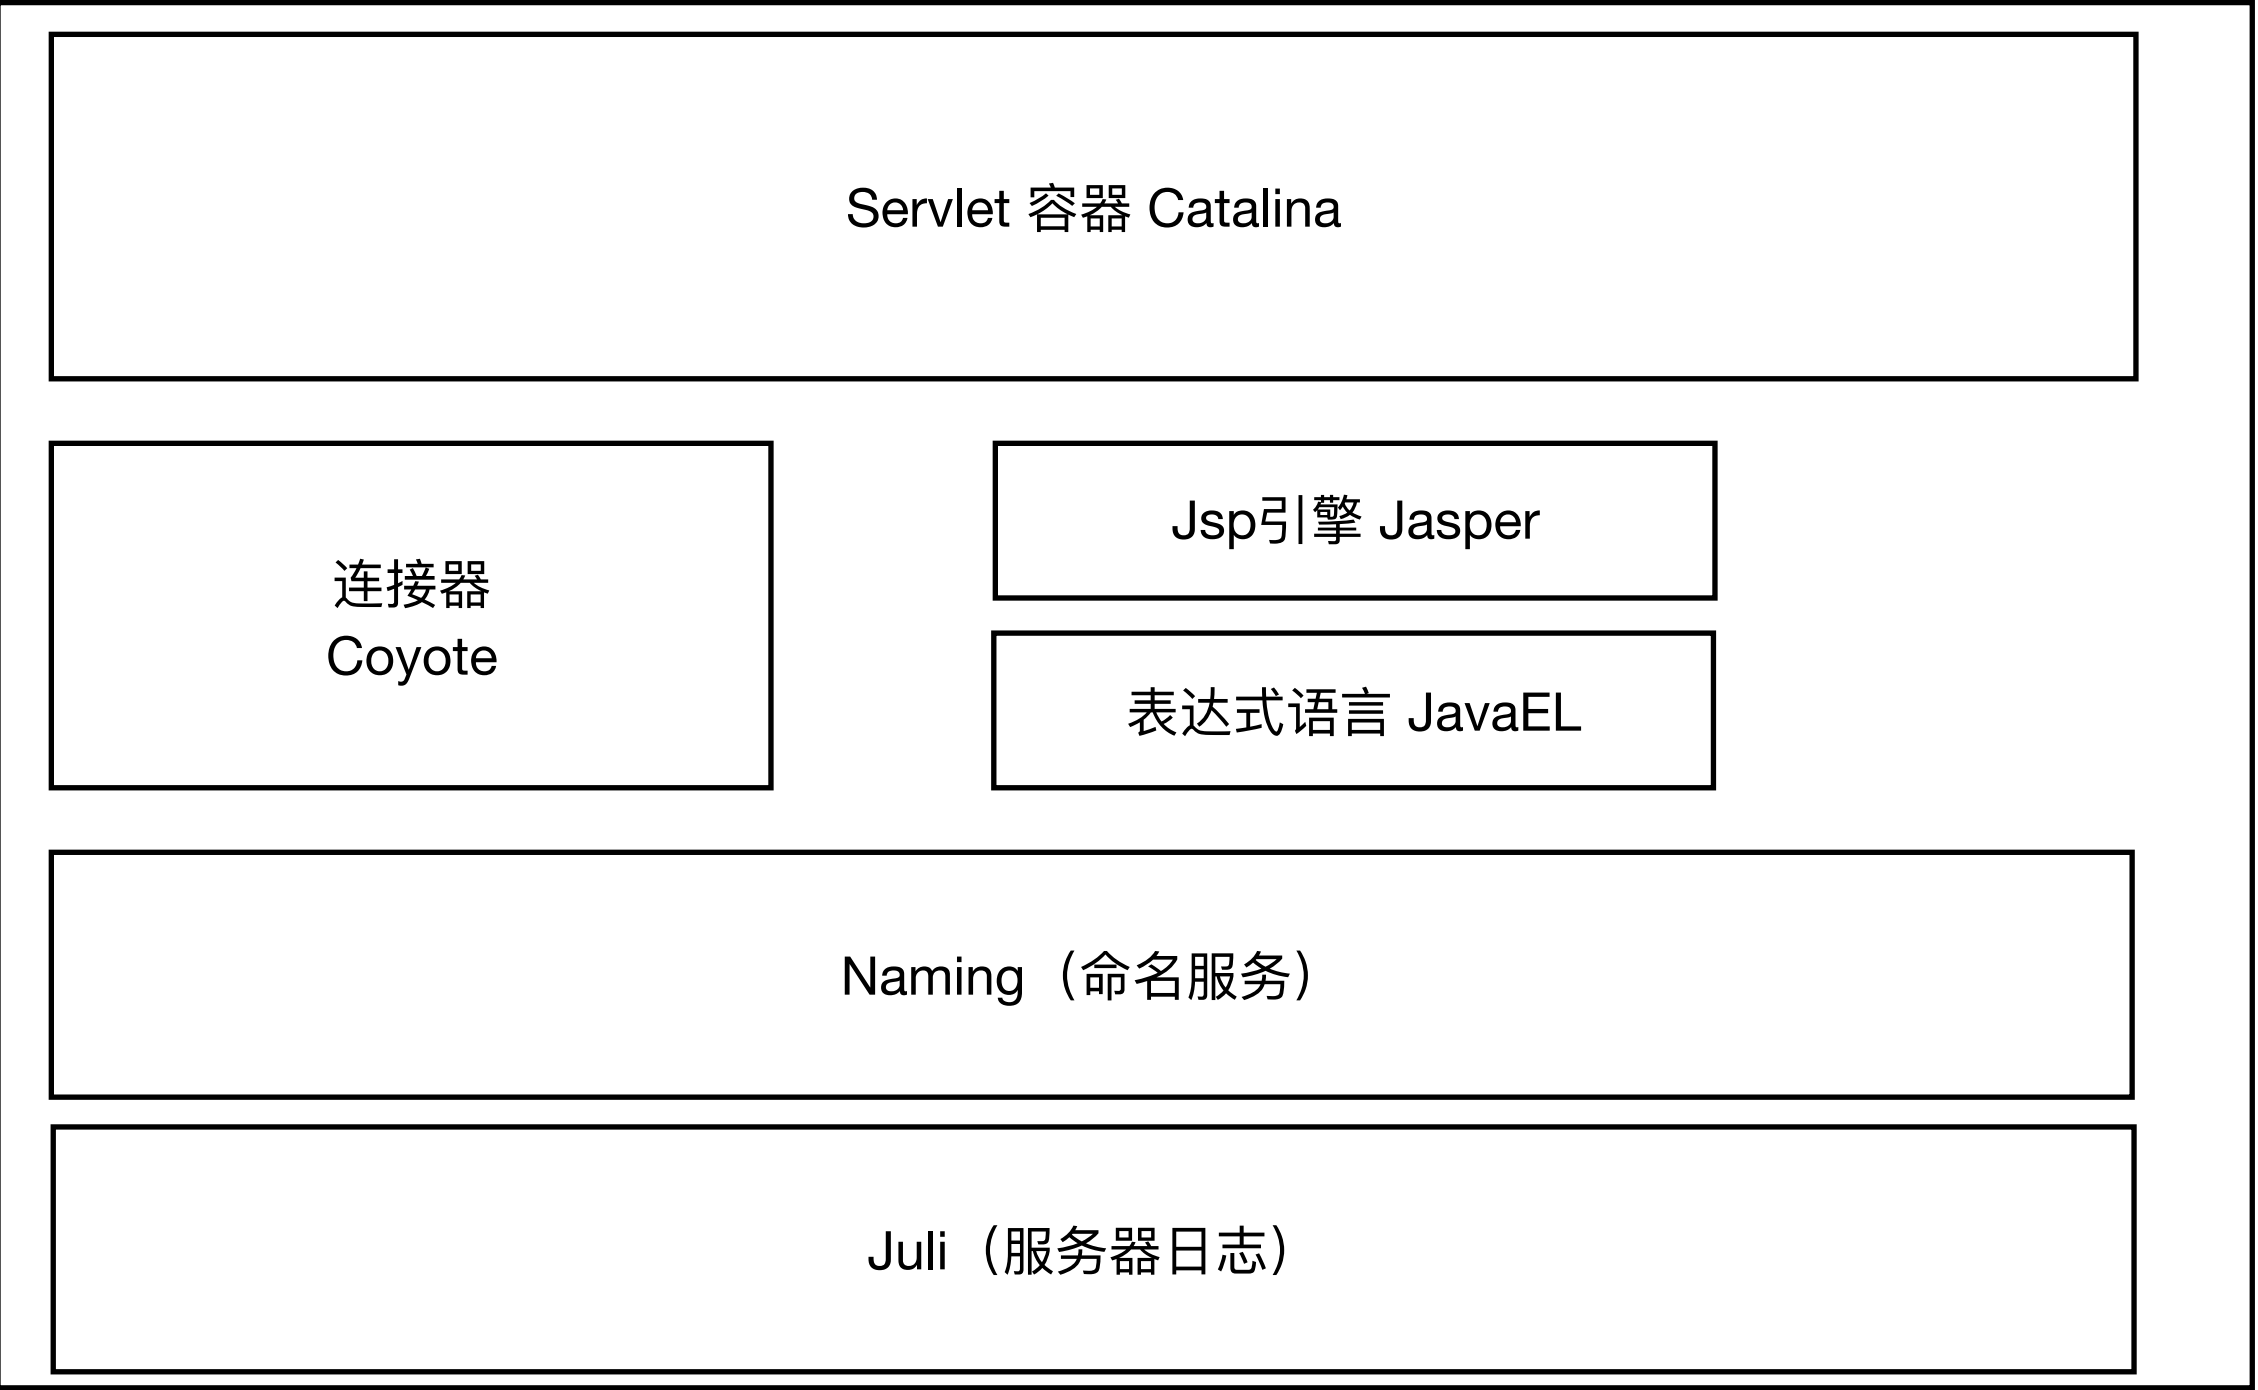 Servlet 容器 Catalina
连接器
Coyote
Jsp引擎 Jasper
表达式语言 JavaEL
Naming（命名服务）
Juli（服务器日志）